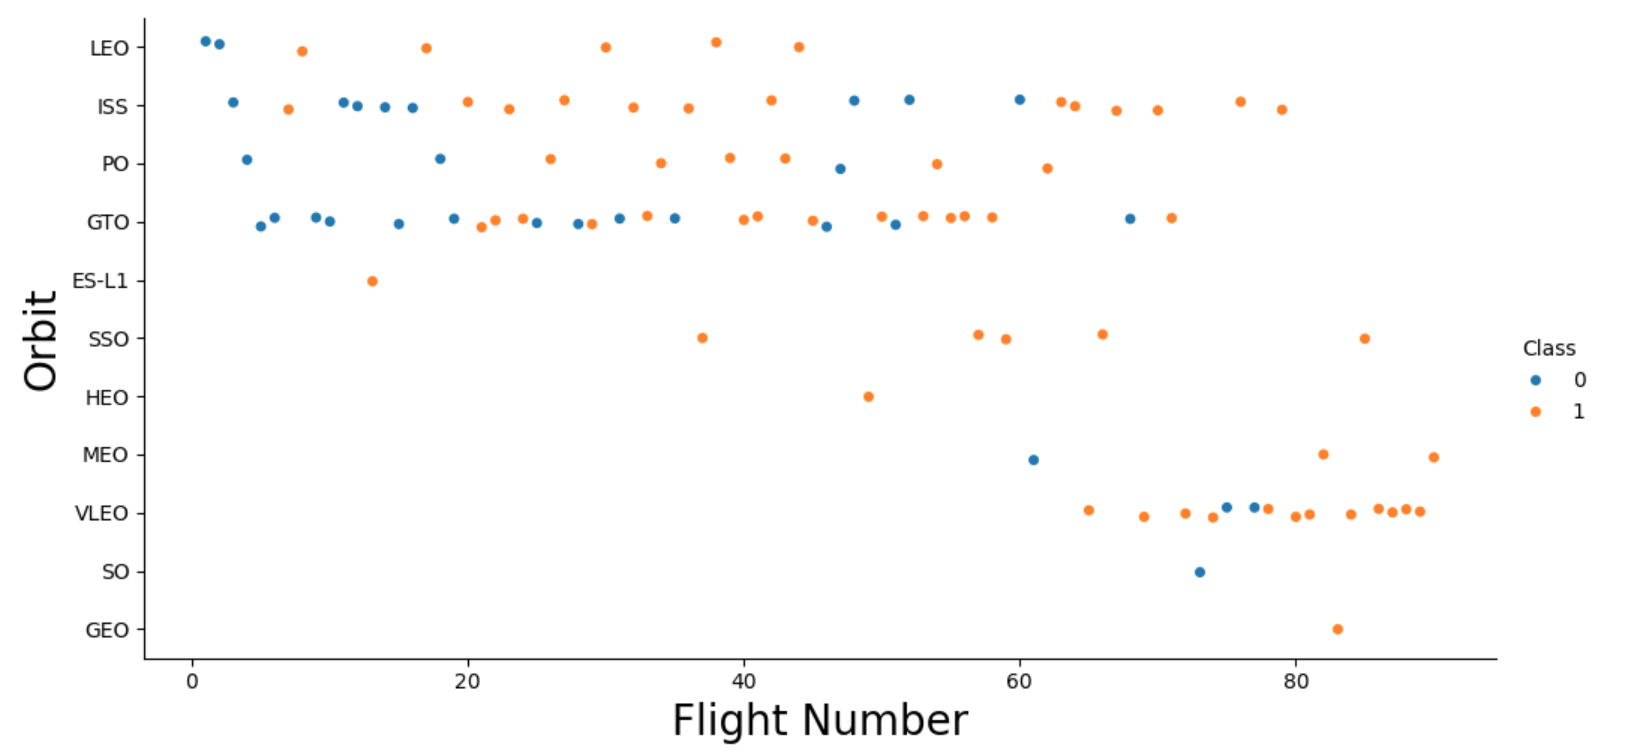 LEO
ISS
PO
GTO
ES-L1
SSO
HEO
MEO
VLEO
SO
GEO
Orbit
0 20 40 60 80
Flight Number
Class
0
1